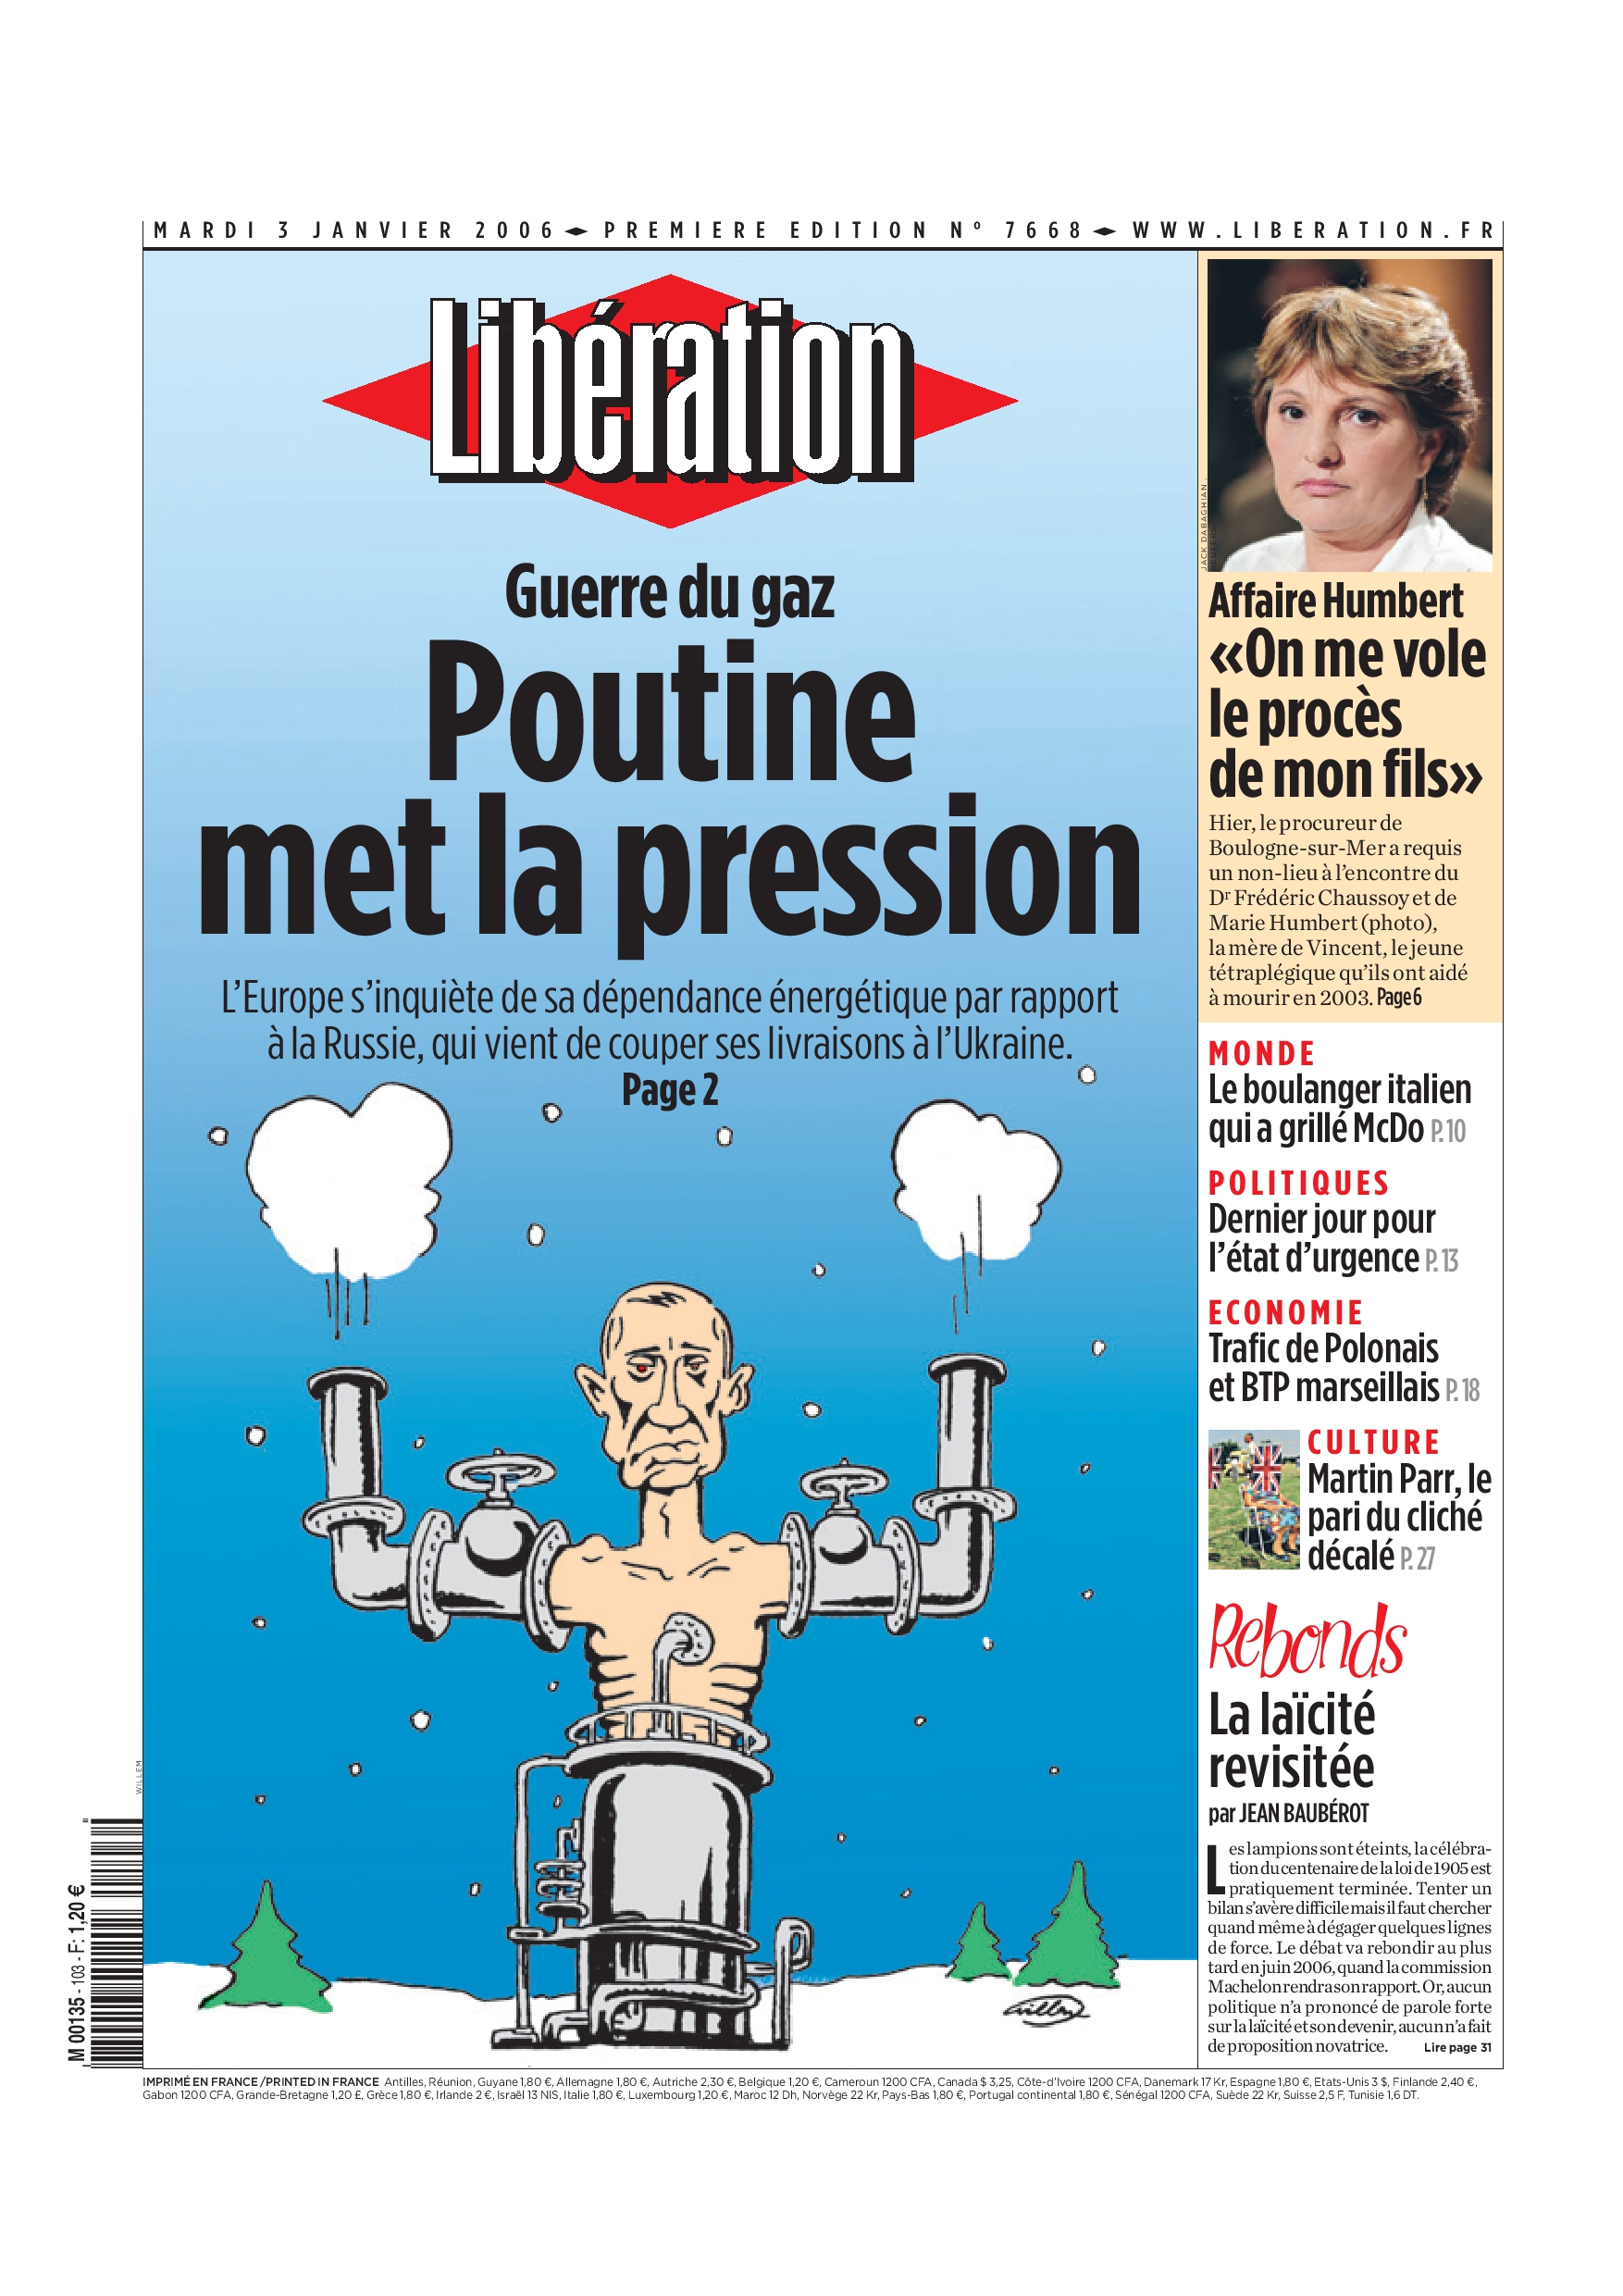 MARDI 3 JANVIER 2006 PREMIERE EDITION Nº 7668 WWW.LIBERATION.FR
Libération
Guerre du gaz
Poutine
met la pression
L'Europe s'inquiète de sa dépendance énergétique par rapport
à la Russie, qui vient de couper ses livraisons à l'Ukraine.
Page 2
WILLEM
Willem
M 00135 - 103 - F: 1,20 €
JACK DABAGHIAN
Affaire Humbert
«On me vole
le procès
de mon fils»
Hier, le procureur de
Boulogne-sur-Mer a requis
un non-lieu à l'encontre du
Dr Frédéric Chaussoy et de
Marie Humbert (photo),
la mère de Vincent, le jeune
tétraplégique qu'ils ont aidé
à mourir en 2003. Page 6
MONDE
Le boulanger italien
qui a grillé McDo P. 10
POLITIQUES
Dernier jour pour
l'état d'urgence P. 13
ECONOMIE
Trafic de Polonais
et BTP marseillais P. 18
CULTURE
Martin Parr, le
pari du cliché
décalé P. 27
Rebonds
La laïcité
revisitée
par JEAN BAUBÉROT
Les lampions sont éteints, la célébra-
tion du centenaire de la loi de 1905 est
pratiquement terminée. Tenter un
bilan s'avère difficile mais il faut chercher
quand même à dégager quelques lignes
de force. Le débat va rebondir au plus
tard en juin 2006, quand la commission
Machelon rendra son rapport. Or, aucun
politique n'a prononcé de parole forte
sur la laïcité et son devenir, aucun n'a fait
de proposition novatrice. Lire page 31
IMPRIMÉ EN FRANCE /PRINTED IN FRANCE Antilles, Réunion, Guyane 1,80 €, Allemagne 1,80 €, Autriche 2,30 €, Belgique 1,20 €, Cameroun 1200 CFA, Canada $ 3,25, Côte-d'Ivoire 1200 CFA, Danemark 17 Kr, Espagne 1,80 €, Etats-Unis 3 $, Finlande 2,40 €,
Gabon 1200 CFA, Grande-Bretagne 1,20 £, Grèce 1,80 €, Irlande 2 €, Israël 13 NIS, Italie 1,80 €, Luxembourg 1,20 €, Maroc 12 Dh, Norvège 22 Kr, Pays-Bas 1,80 €, Portugal continental 1,80 €, Sénégal 1200 CFA, Suède 22 Kr, Suisse 2,5 F, Tunisie 1,6 DT.